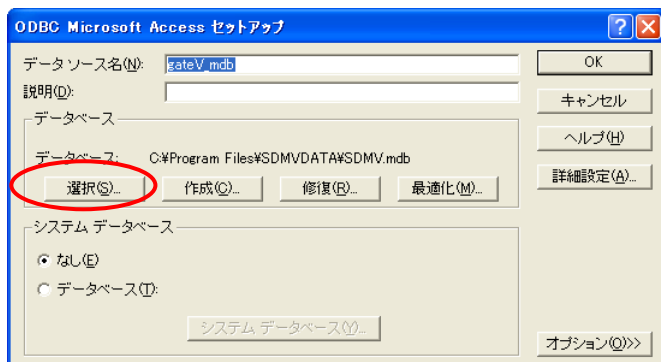 ODBC Microsoft Access セットアップ
データ ソース名(N): gateV_mdb
OK
説明(D):
キャンセル
データベース
ヘルプ(H)
データベース: C:¥Program Files¥SDMVDATA¥SDMV.mdb
詳細設定(A)...
選択(S)... 作成(C)... 修復(R)... 最適化(M)...
システム データベース
なし(E)
データベース(T):
システム データベース(Y)...
オプション(O)>>